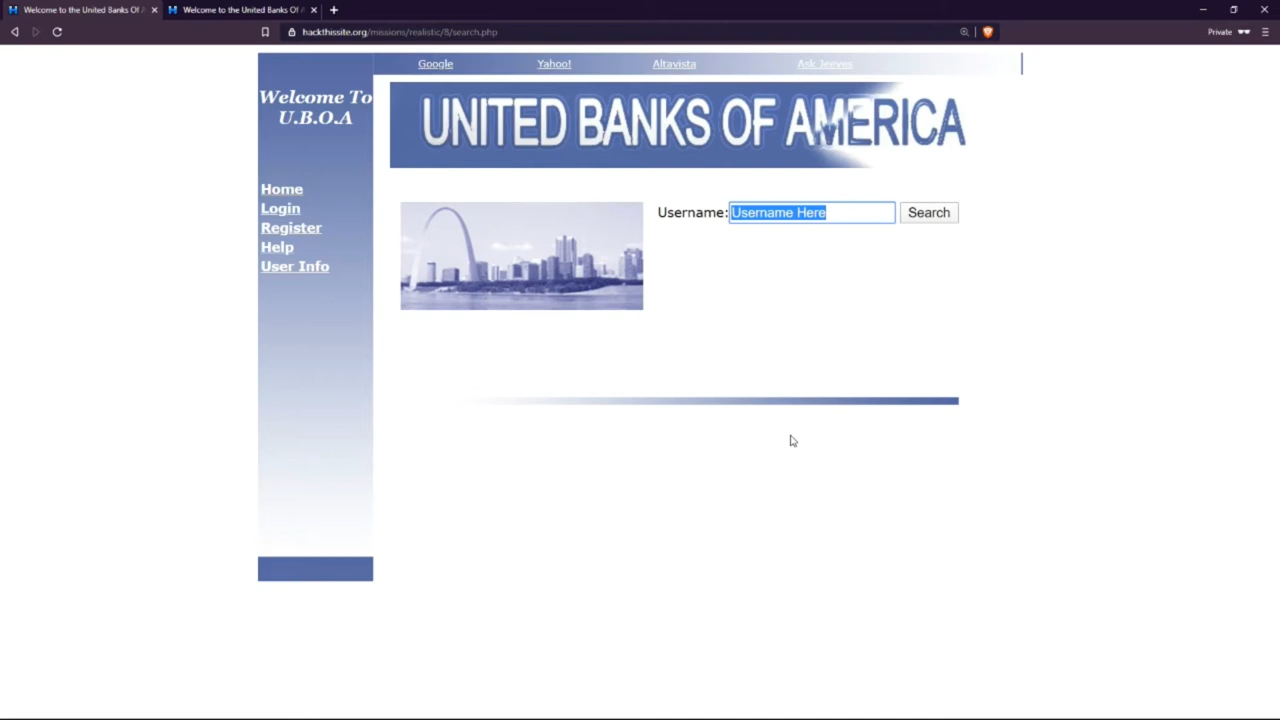 Welcome to the United Banks Of A
Welcome to the United Banks Of A
hackthissite.org/missions/realistic/8/search.php
Private
Google
Yahoo!
Altavista
Ask Jeeves
Welcome To
U.B.O.A
UNITED BANKS OF AMERICA
Home
Login
Register
Help
User Info
Username:
Username Here
Search